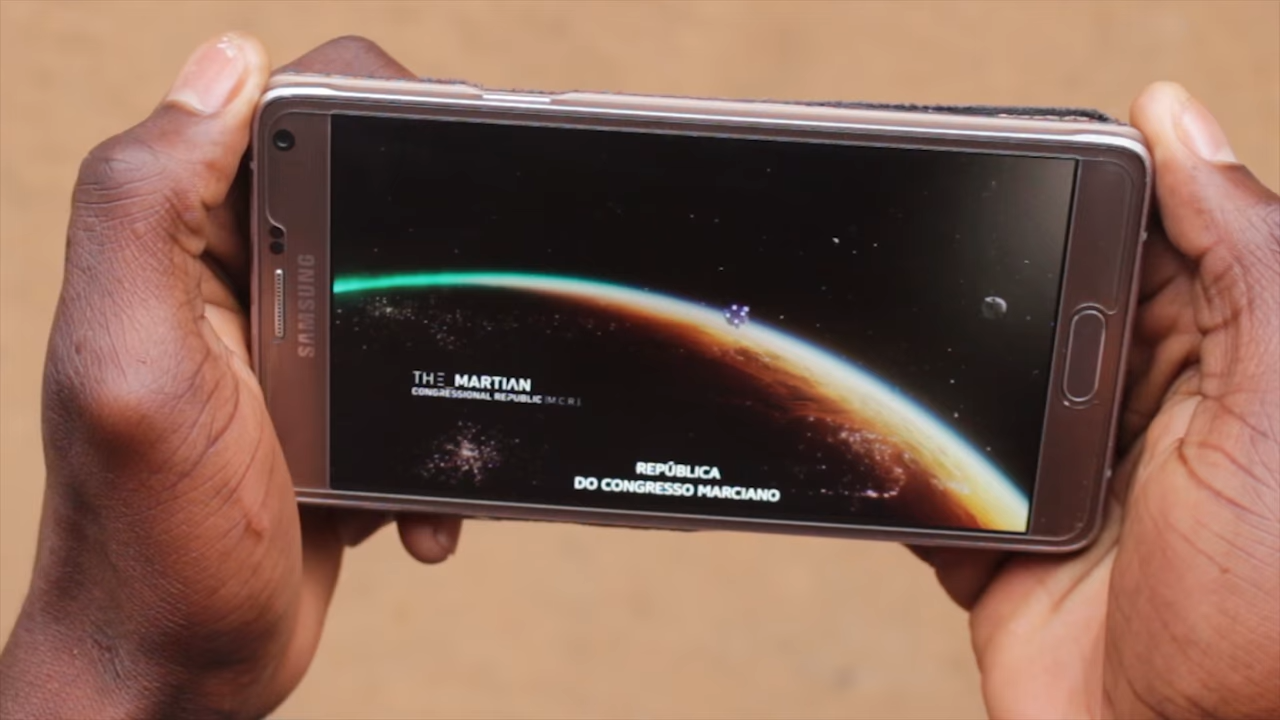 SAMSUNG
THE MARTIAN
CONGRESSIONAL REPUBLIC (M.C.R.)
REPÚBLICA
DO CONGRESSO MARCIANO